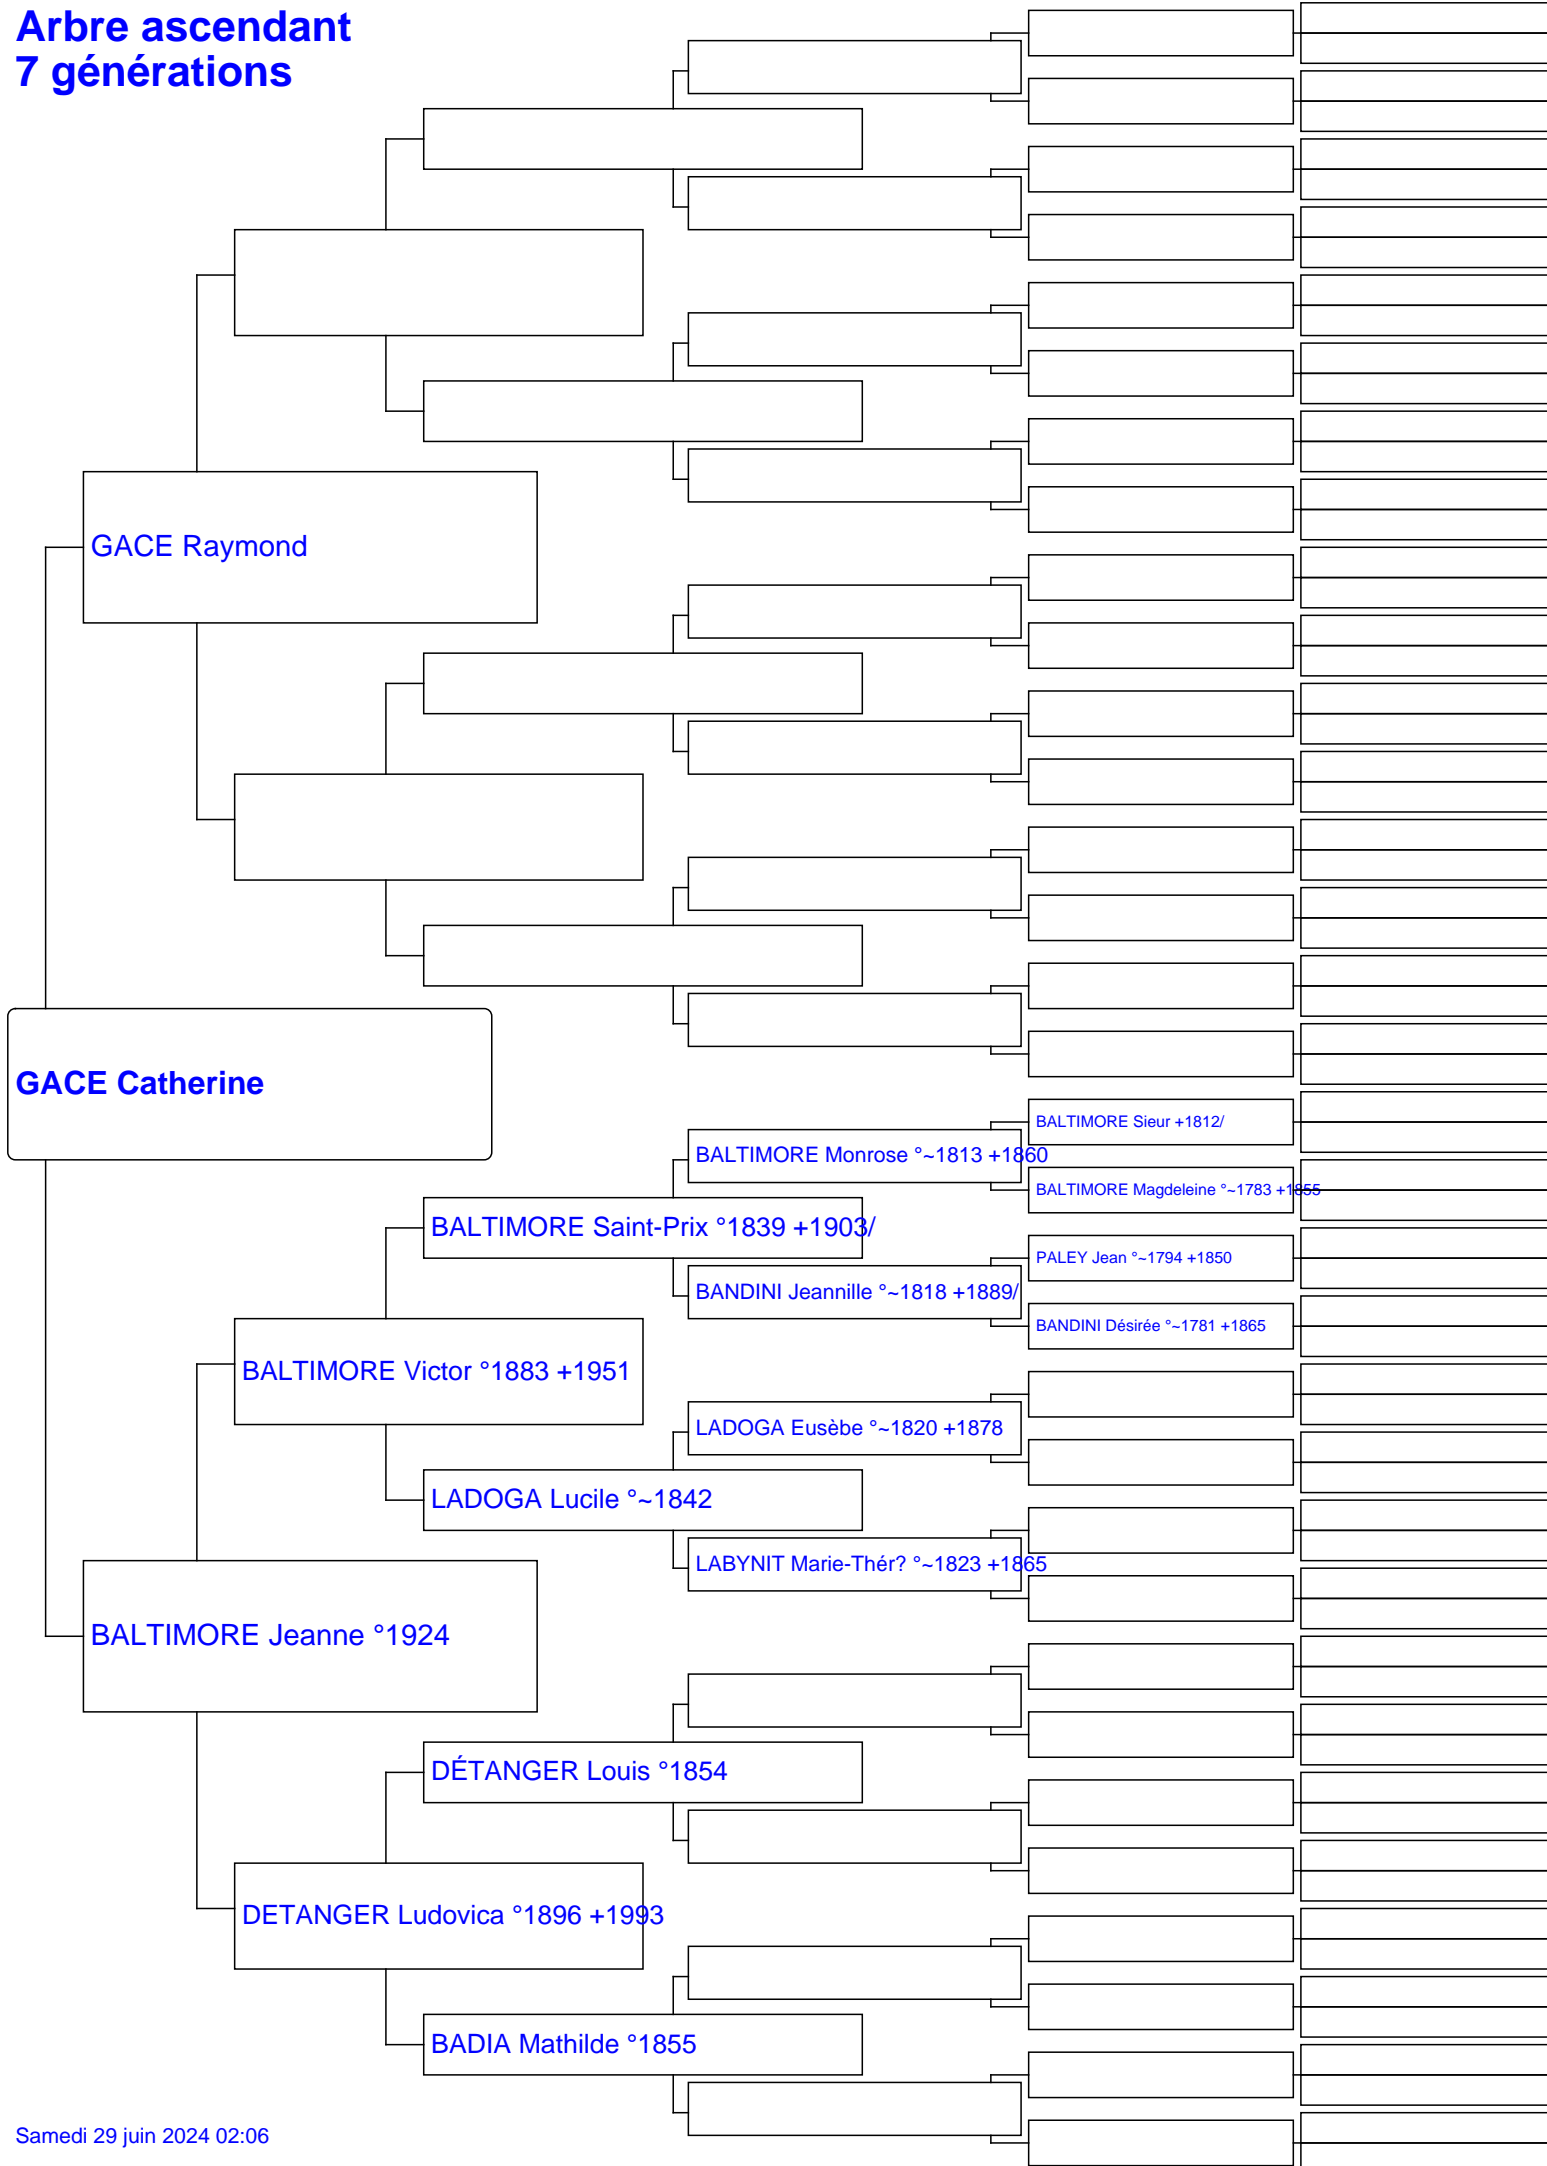 Arbre ascendant
7 générations
GACE Raymond
GACE Catherine
BALTIMORE Sieur +1812/
BALTIMORE Monrose °~1813 +1860
BALTIMORE Magdeleine °~1783 +1855
BALTIMORE Saint-Prix °1839 +1903/
PALEY Jean °~1794 +1850
BANDINI Jeannille °~1818 +1889/
BANDINI Désirée °~1781 +1865
BALTIMORE Victor °1883 +1951
LADOGA Eusèbe °~1820 +1878
LADOGA Lucile °~1842
LABYNIT Marie-Thér? °~1823 +1865
BALTIMORE Jeanne °1924
DÉTANGER Louis °1854
DETANGER Ludovica °1896 +1993
BADIA Mathilde °1855
Samedi 29 juin 2024 02:06